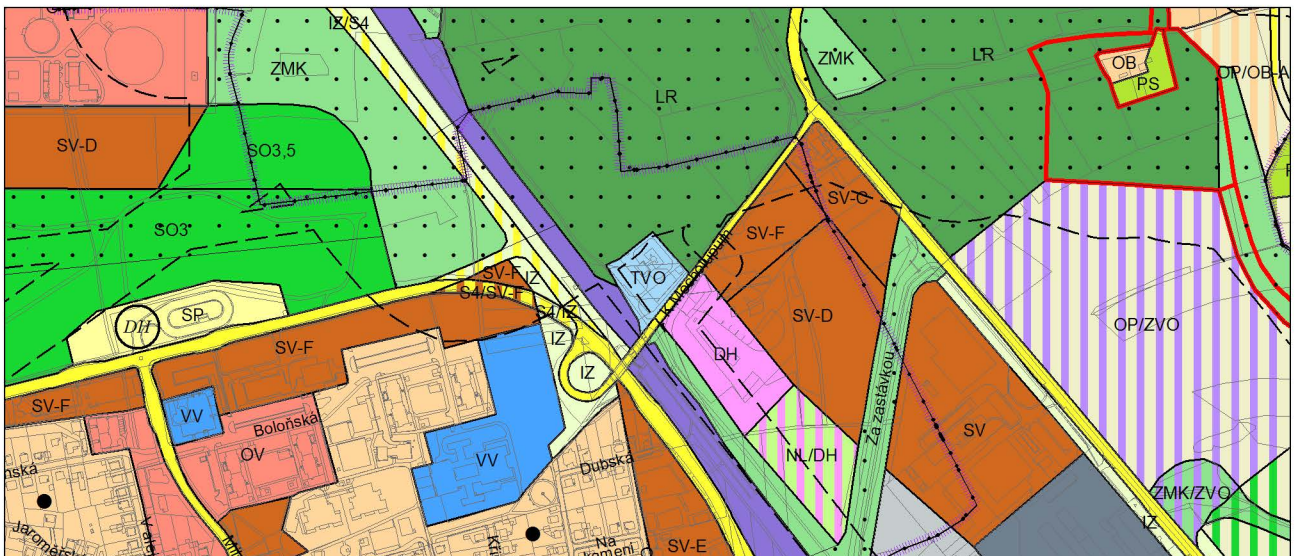 IZ/S4
ZMK
LR
ZMK
LR
OB
PS
OP/OB-A
SV-D
SO3,5
SV-C
SO3
SV-F
TVO
K Horkám
SV-F
IZ
S4/SV-F
S4/IZ
OP/ZVO
DH
SP
SV-D
IZ
DH
SV-F
IZ
SV-F
VV
Boloňská
OV
Za zastávkou
SV
VV
NL/DH
Dubská
ZMK/ZVO
IZ
Na
SV-E